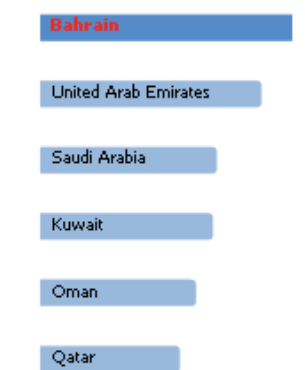 Bahrain
United Arab Emirates
Saudi Arabia
Kuwait
Oman
Qatar